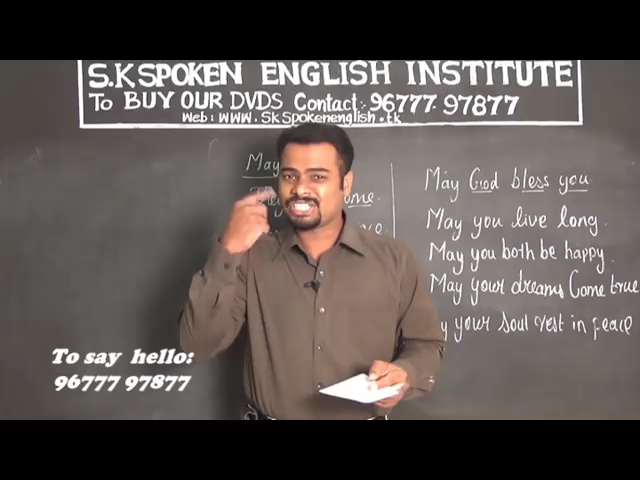 S.K SPOKEN ENGLISH INSTITUTE
To BUY OUR DVDS Contact:- 96777 97877
Web: WWW.SkSpokenenglish.tk
May
May God bless you
May you live long.
May you both be happy.
May your dreams Come true
your soul rest in peace
To say hello:
96777 97877